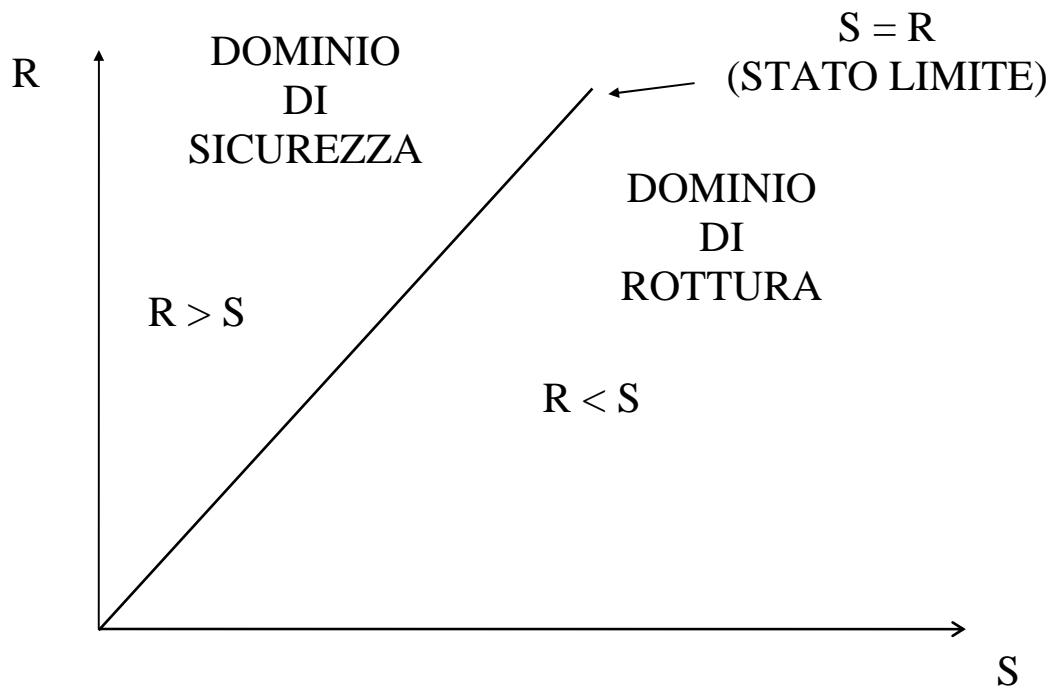 R
DOMINIO
DI
SICUREZZA
S = R
(STATO LIMITE)
DOMINIO
DI
ROTTURA
R > S
R < S
S